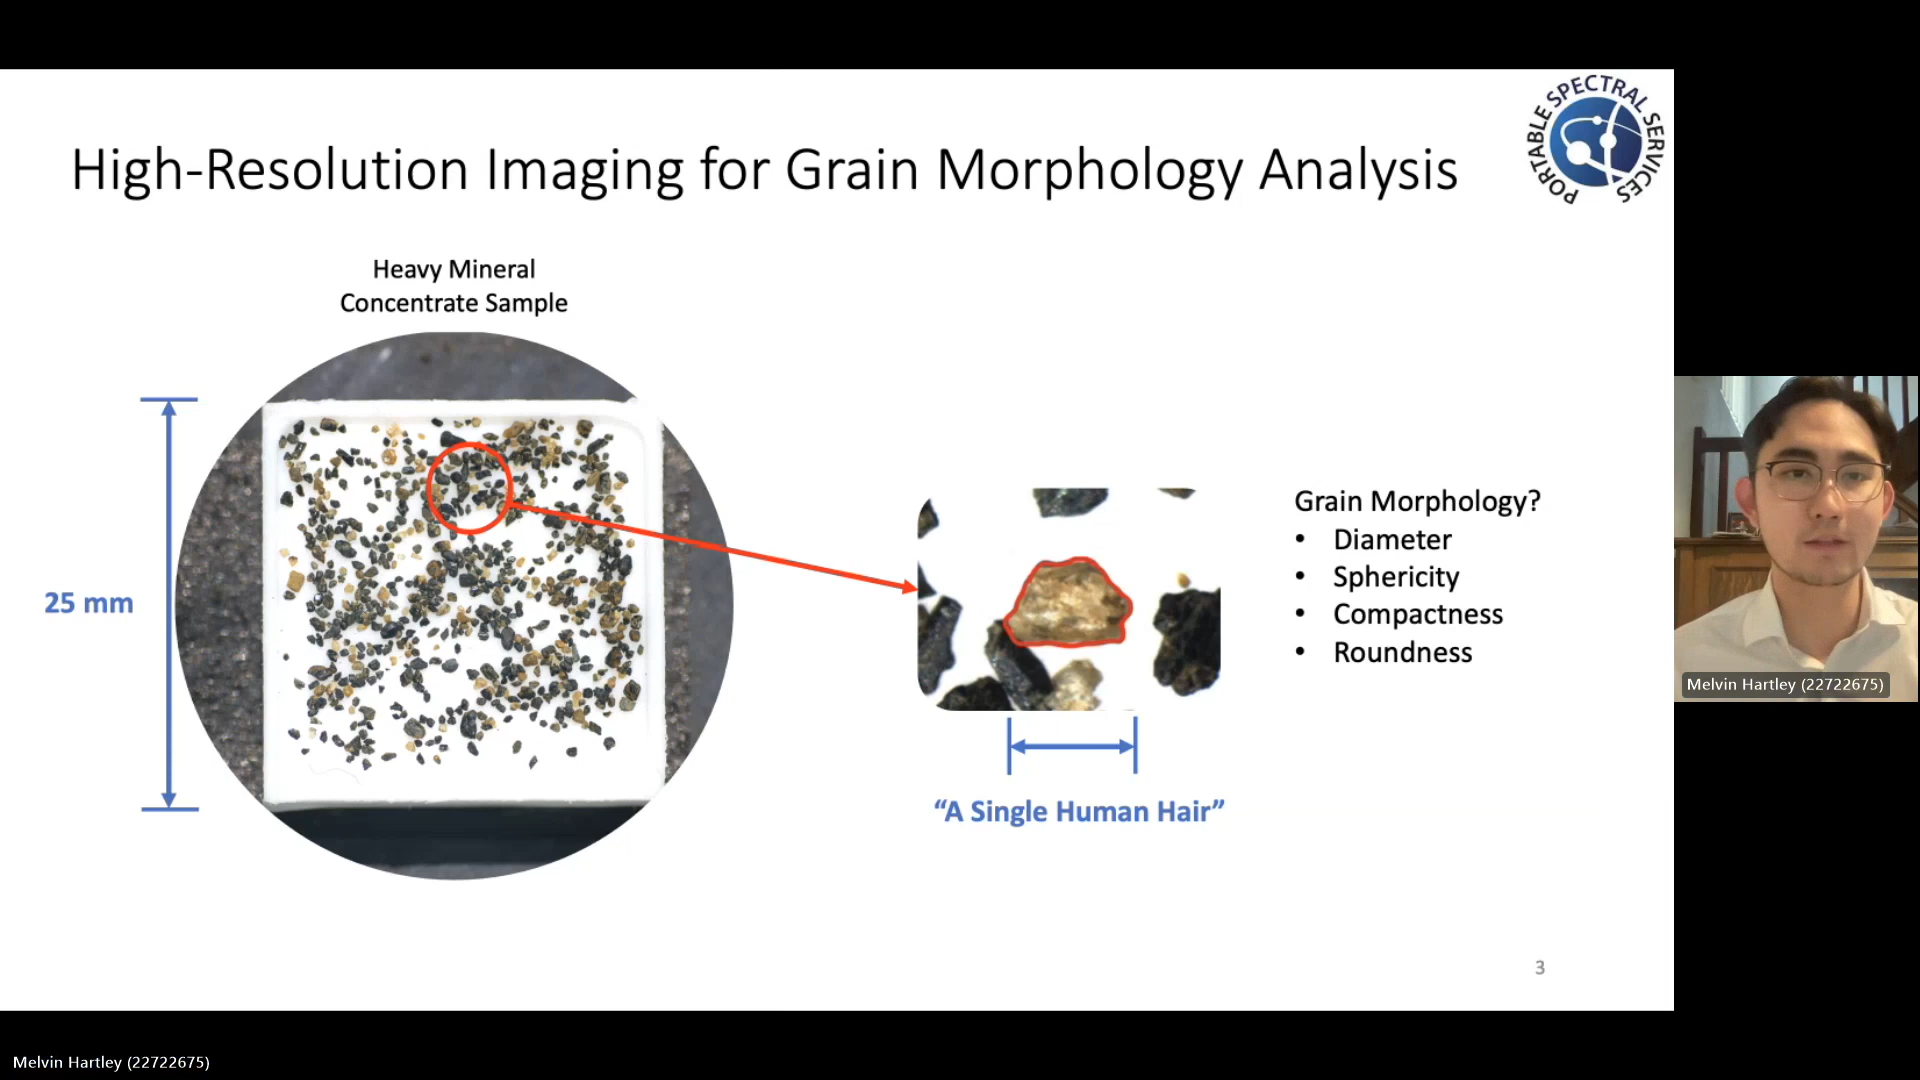 PORTABLE SPECTRAL SERVICES
High-Resolution Imaging for Grain Morphology Analysis
Heavy Mineral
Concentrate Sample
25 mm
Grain Morphology?
• Diameter
• Sphericity
• Compactness
• Roundness
“A Single Human Hair”
3
Melvin Hartley (22722675)
Melvin Hartley (22722675)